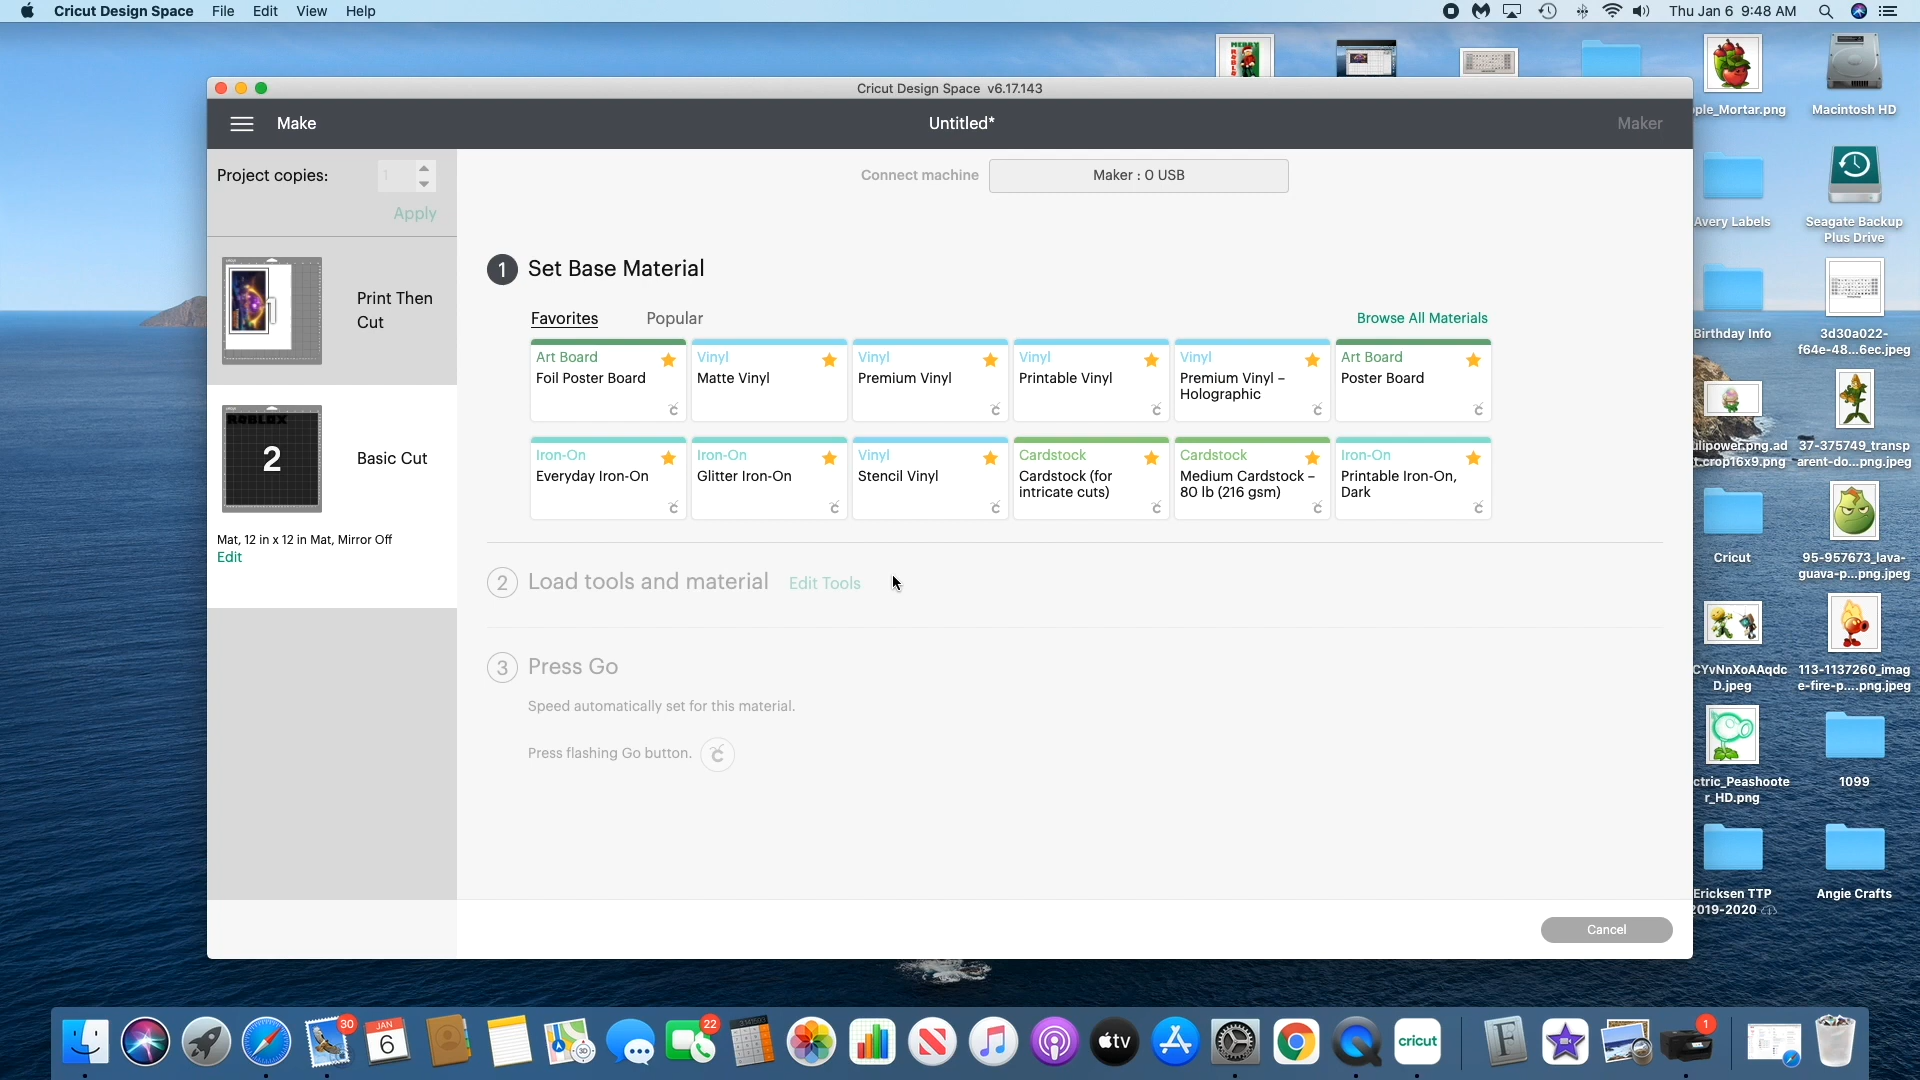 Cricut Design Space File Edit View Help
Thu Jan 6 9:48 AM
Cricut Design Space v6.17.143
Make
Untitled*
Maker
Project copies:
1
Apply
Connect machine
Maker : 0 USB
Print Then
Cut
2
Basic Cut
Mat, 12 in x 12 in Mat, Mirror Off
Edit
1 Set Base Material
Favorites
Popular
Browse All Materials
Art Board
Foil Poster Board
Vinyl
Matte Vinyl
Vinyl
Premium Vinyl
Vinyl
Printable Vinyl
Vinyl
Premium Vinyl –
Holographic
Art Board
Poster Board
Iron-On
Everyday Iron-On
Iron-On
Glitter Iron-On
Vinyl
Stencil Vinyl
Cardstock
Cardstock (for
intricate cuts)
Cardstock
Medium Cardstock –
80 lb (216 gsm)
Iron-On
Printable Iron-On,
Dark
2 Load tools and material
Edit Tools
3 Press Go
Speed automatically set for this material.
Press flashing Go button.
Cancel
ple_Mortar.png
Macintosh HD
Avery Labels
Seagate Backup
Plus Drive
Birthday Info
3d30a022-
f64e-48...6ec.jpeg
ulipower.png.ad
t.crop16x9.png
37-375749_transp
arent-do...png.jpeg
Cricut
95-957673_lava-
guava-p...png.jpeg
CYvNnXoAAqdc
D.jpeg
113-1137260_imag
e-fire-p....png.jpeg
ctric_Peashoote
r_HD.png
1099
Ericksen TTP
2019-2020
Angie Crafts
30
JAN
6
22
tv
cricut
1